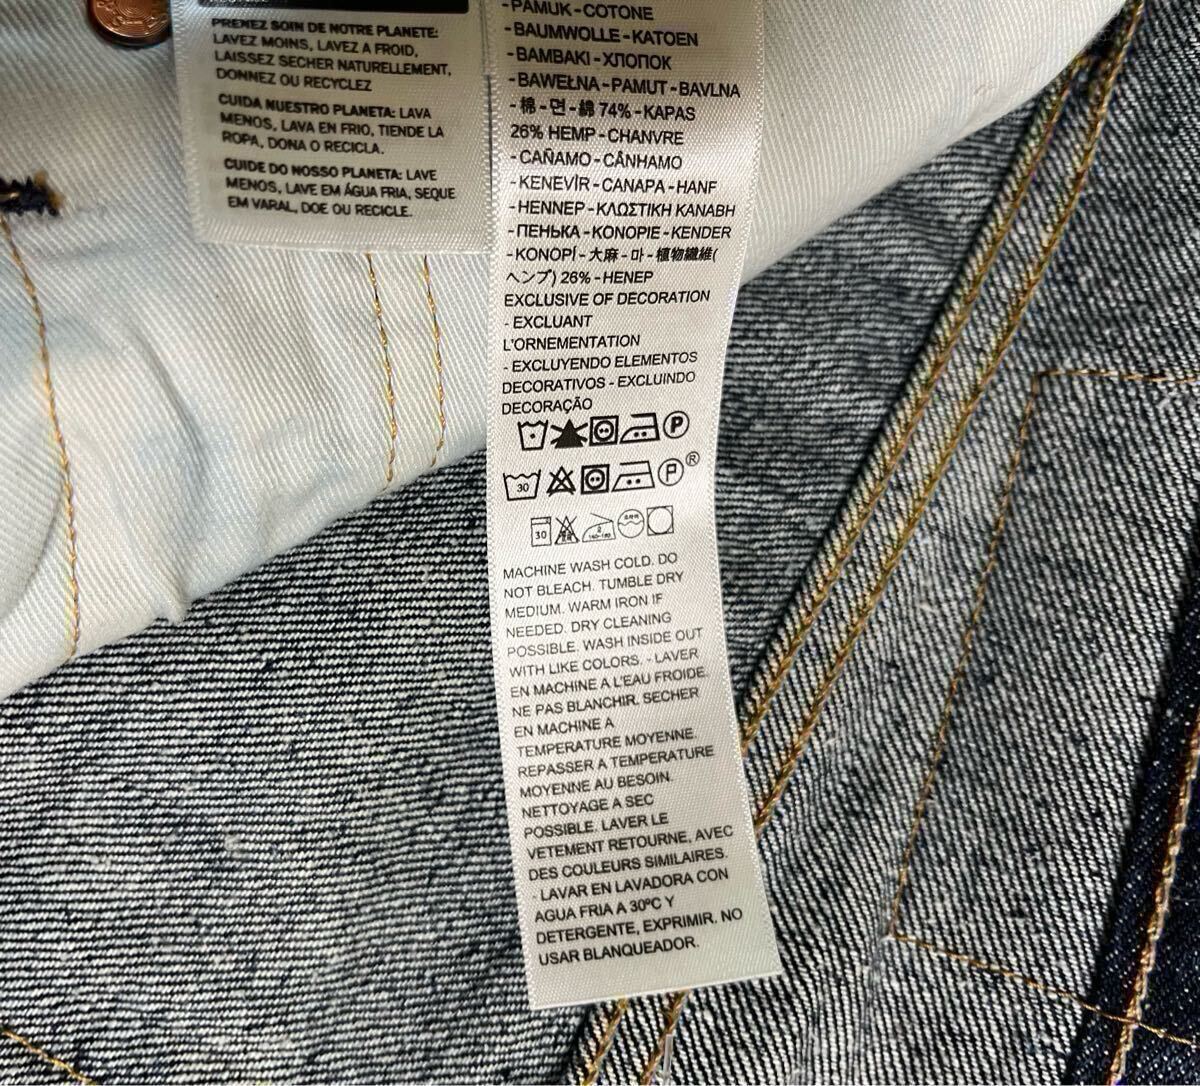 PRENEZ SOIN DE NOTRE PLANETE:
LAVEZ MOINS, LAVEZ A FROID,
LAISSEZ SECHER NATURELLEMENT,
DONNEZ OU RECYCLEZ
CUIDA NUESTRO PLANETA: LAVA
MENOS, LAVA EN FRIO, TIENDE LA
ROPA, DONA O RECICLA.
CUIDE DO NOSSO PLANETA: LAVE
MENOS, LAVE EM ÁGUA FRIA, SEQUE
EM VARAL, DOE OU RECICLE.
- PAMUK - COTONE
- BAUMWOLLE - KATOEN
- BAMBAKI - ХЛОПОК
- BAWEŁNA - PAMUT - BAVLNA
- 棉 - 면 - 綿 74% - KAPAS
26% HEMP - CHANVRE
- CAÑAMO - CÂNHAMO
- KENEVİR - CANAPA - HANF
- HENNEP - ΚΛΩΣΤΙΚΗ ΚΑΝΑΒΗ
- ПЕНЬКА - KONOPIE - KENDER
- KONOPÍ - 大麻 - 마 - 植物繊維(
ヘンプ) 26% - HENEP
EXCLUSIVE OF DECORATION
- EXCLUANT
L'ORNEMENTATION
- EXCLUYENDO ELEMENTOS
DECORATIVOS - EXCLUINDO
DECORAÇÃO
P
30 P ®
30 160-180
MACHINE WASH COLD. DO
NOT BLEACH. TUMBLE DRY
MEDIUM. WARM IRON IF
NEEDED. DRY CLEANING
POSSIBLE. WASH INSIDE OUT
WITH LIKE COLORS. - LAVER
EN MACHINE A L'EAU FROIDE.
NE PAS BLANCHIR. SECHER
EN MACHINE A
TEMPERATURE MOYENNE.
REPASSER A TEMPERATURE
MOYENNE AU BESOIN.
NETTOYAGE A SEC
POSSIBLE. LAVER LE
VETEMENT RETOURNE, AVEC
DES COULEURS SIMILAIRES.
- LAVAR EN LAVADORA CON
AGUA FRIA A 30ºC Y
DETERGENTE, EXPRIMIR. NO
USAR BLANQUEADOR.